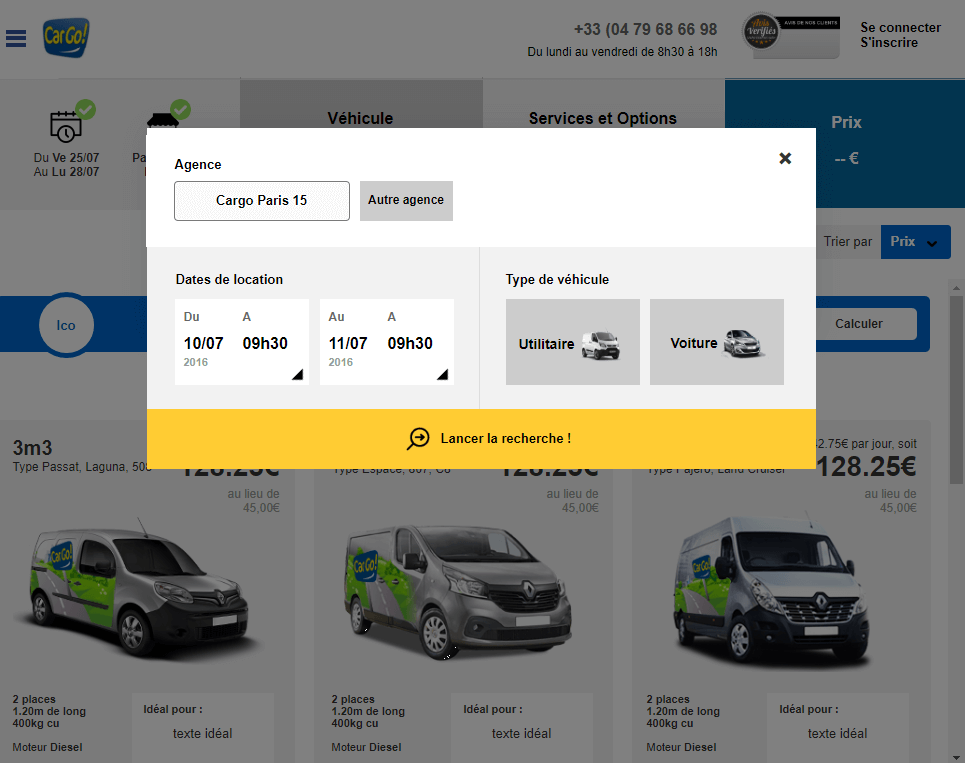 CarGo!
+33 (04 79 68 66 98
Du lundi au vendredi de 8h30 à 18h
Avis Vérifiés
AVIS DE NOS CLIENTS
Se connecter
S'inscrire
Du Ve 25/07
Au Lu 28/07
Pa
Véhicule
Services et Options
Prix
-- €
Agence
Cargo Paris 15
Autre agence
Trier par
Prix
Dates de location
Type de véhicule
Du A
10/07 09h30
2016
Au A
11/07 09h30
2016
Utilitaire
Voiture
Ico
Calculer
Lancer la recherche !
3m3
Type Passat, Laguna, 508
128.25€
au lieu de
45,00€
CarGo!
2 places
1.20m de long
400kg cu
Moteur Diesel
Idéal pour :
texte idéal
Type Espace, 807, C8
128.25€
au lieu de
45,00€
CarGo!
2 places
1.20m de long
400kg cu
Moteur Diesel
Idéal pour :
texte idéal
2.75€ par jour, soit
Type Pajero, Land Cruiser
128.25€
au lieu de
45,00€
CarGo!
2 places
1.20m de long
400kg cu
Moteur Diesel
Idéal pour :
texte idéal